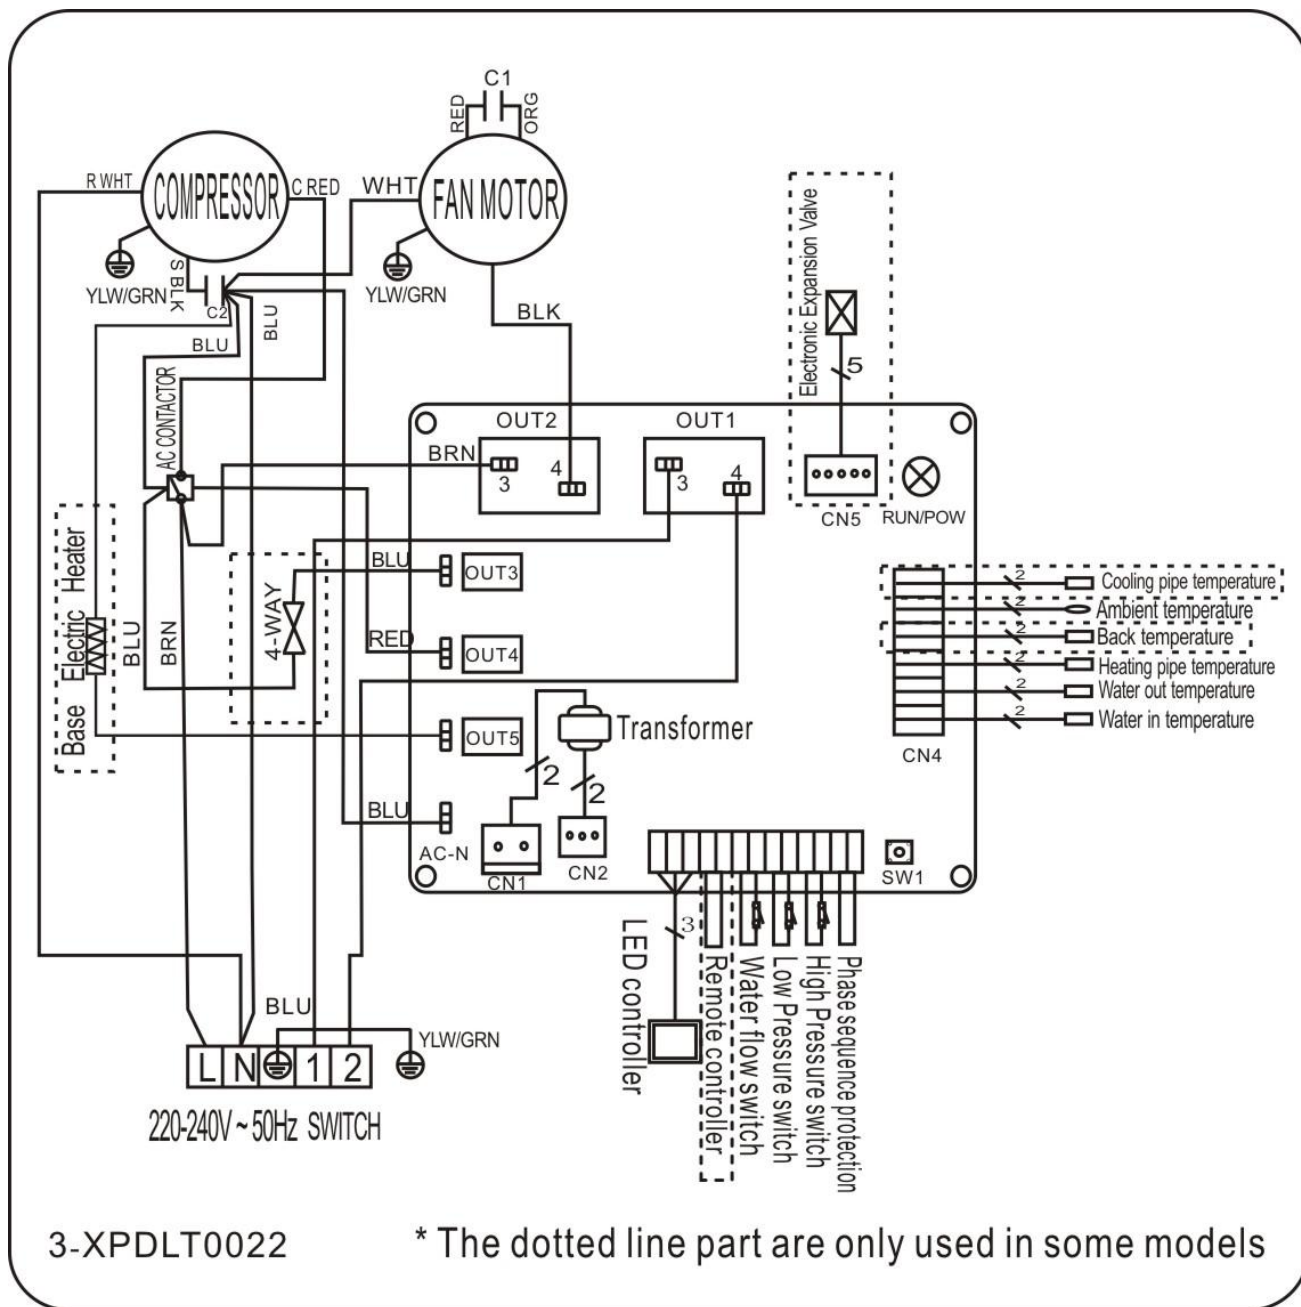 C1
RED
ORG
R WHT
COMPRESSOR
C RED
WHT
FAN MOTOR
S BLK
YLW/GRN
C2
BLU
BLU
YLW/GRN
BLK
Electronic Expansion Valve
5
AC CONTACTOR
OUT2
OUT1
BRN
3
4
3
4
CN5
RUN/POW
Base Electric Heater
BLU
BRN
4-WAY
BLU
OUT3
RED
OUT4
OUT5
BLU
AC-N
Transformer
2
2
CN1
CN2
2
Cooling pipe temperature
2
Ambient temperature
2
Back temperature
2
Heating pipe temperature
2
Water out temperature
2
Water in temperature
CN4
SW1
3
LED controller
Remote controller
Water flow switch
Low Pressure switch
High Pressure switch
Phase sequence protection
BLU
YLW/GRN
L N 1 2
220-240V ~ 50Hz SWITCH
3-XPDLT0022
* The dotted line part are only used in some models